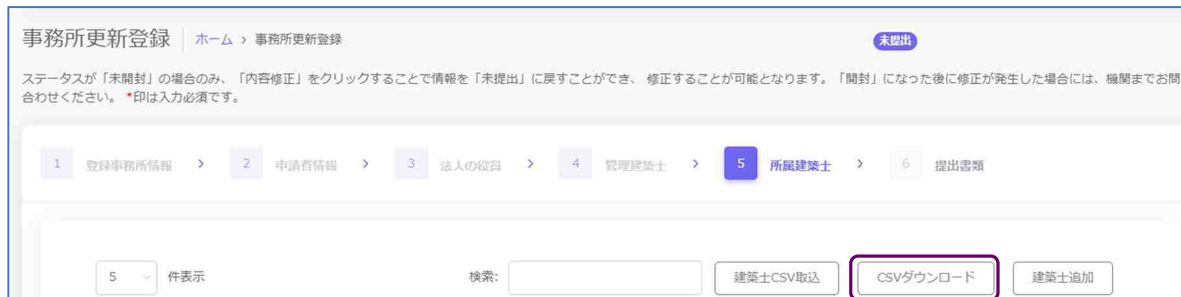 事務所更新登録 ホーム > 事務所更新登録 未提出
ステータスが「未開封」の場合のみ、「内容修正」をクリックすることで情報を「未提出」に戻すことができ、 修正することが可能となります。「開封」になった後に修正が発生した場合には、機関までお問
合わせください。 *印は入力必須です。
1 登録事務所情報 > 2 申請者情報 > 3 法人の役員 > 4 管理建築士 > 5 所属建築士 > 6 提出書類
5 件表示 検索: 建築士CSV取込 CSVダウンロード 建築士追加